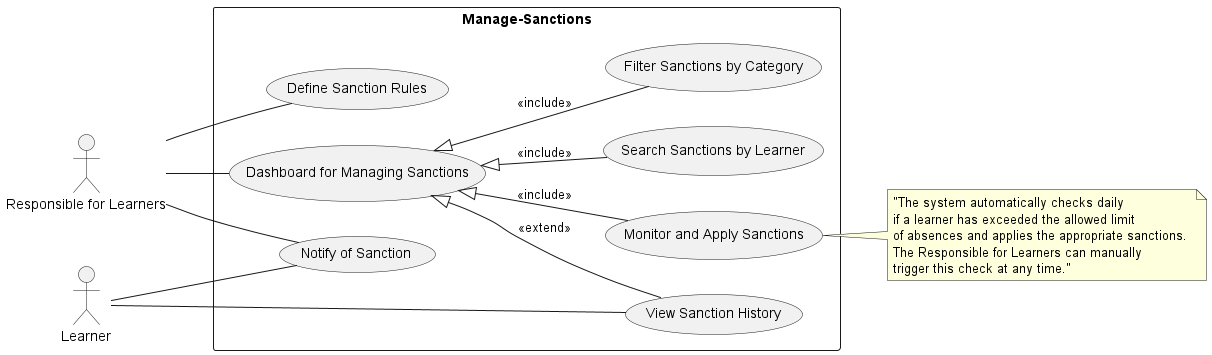 Manage-Sanctions
Filter Sanctions by Category
Define Sanction Rules
«include»
Search Sanctions by Learner
«include»
Dashboard for Managing Sanctions
Responsible for Learners
«include»
Monitor and Apply Sanctions
"The system automatically checks daily
if a learner has exceeded the allowed limit
of absences and applies the appropriate sanctions.
The Responsible for Learners can manually
trigger this check at any time."
«extend»
Notify of Sanction
View Sanction History
Learner